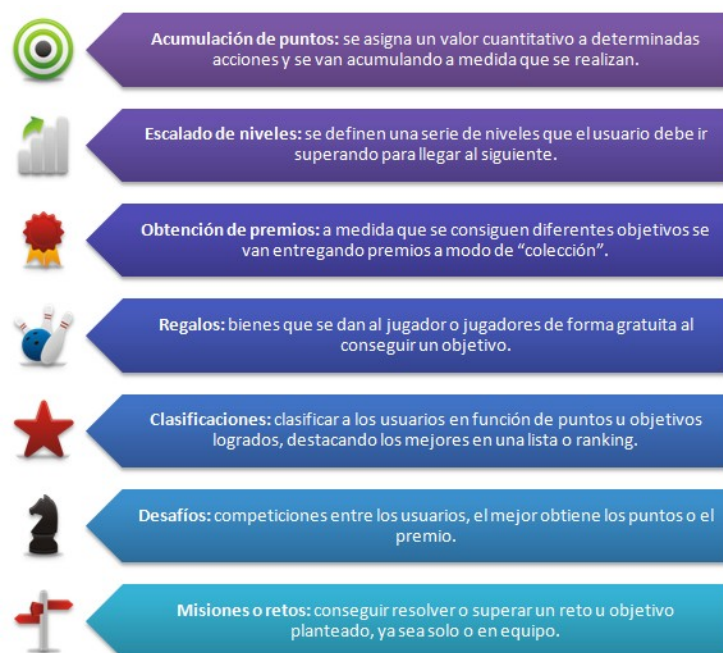 Acumulación de puntos: se asigna un valor cuantitativo a determinadas
acciones y se van acumulando a medida que se realizan.
Escalado de niveles: se definen una serie de niveles que el usuario debe ir
superando para llegar al siguiente.
Obtención de premios: a medida que se consiguen diferentes objetivos se
van entregando premios a modo de “colección”.
Regalos: bienes que se dan al jugador o jugadores de forma gratuita al
conseguir un objetivo.
Clasificaciones: clasificar a los usuarios en función de puntos u objetivos
logrados, destacando los mejores en una lista o ranking.
Desafíos: competiciones entre los usuarios, el mejor obtiene los puntos o el
premio.
Misiones o retos: conseguir resolver o superar un reto u objetivo
planteado, ya sea solo o en equipo.